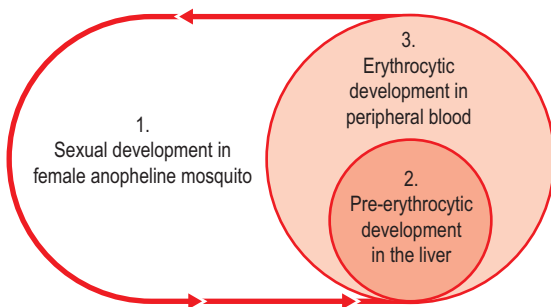 1.
Sexual development in
female anopheline mosquito
3.
Erythrocytic
development in
peripheral blood
2.
Pre-erythrocytic
development
in the liver